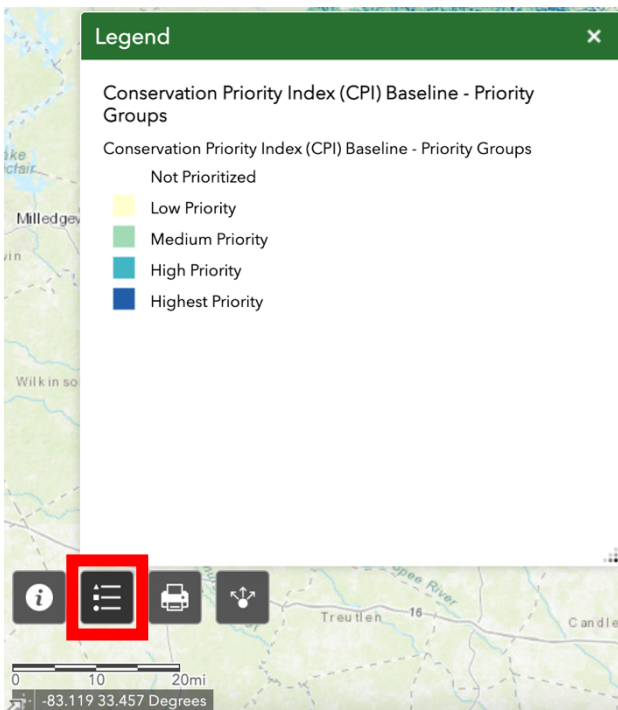 Legend
×
Conservation Priority Index (CPI) Baseline - Priority
Groups
Conservation Priority Index (CPI) Baseline - Priority Groups
Not Prioritized
Low Priority
Medium Priority
High Priority
Highest Priority
Milledgev
Wilkinso
River
Treutlen
16
Candle
0 10 20mi
-83.119 33.457 Degrees